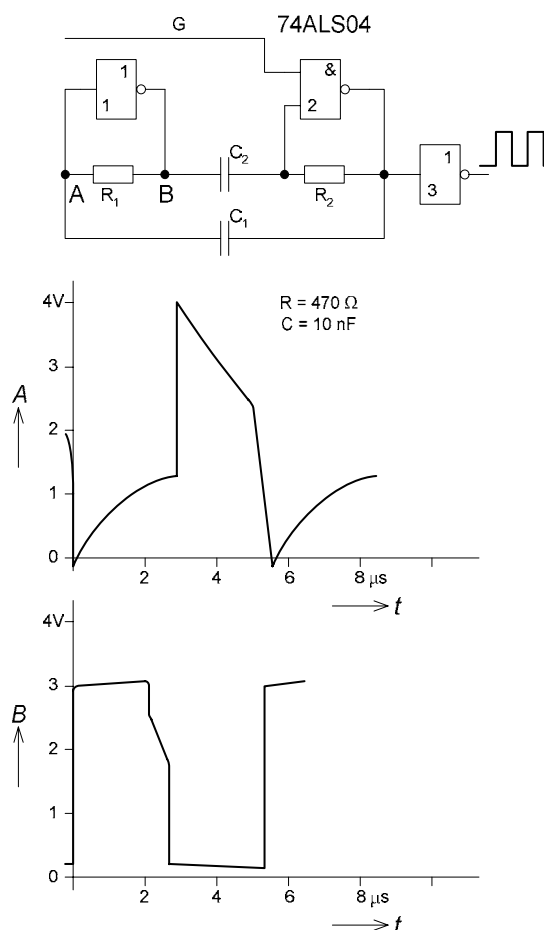 G 74ALS04
1 &
1 2
C2 1
A R1 B R2 3
C1
4V R = 470 Ω
C = 10 nF
3
A
2
1
0
2 4 6 8 μs
t
4V
3
B
2
1
0
2 4 6 8 μs
t